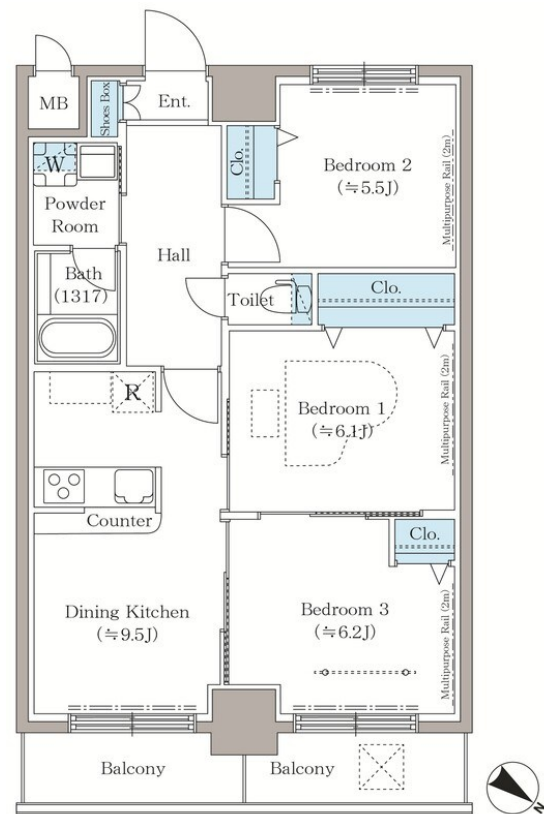 MB
Shoes Box
Ent.
W
Powder
Room
Clo.
Bedroom 2
(≒5.5J)
Multipurpose Rail (2m)
Hall
Bath
(1317)
Toilet
Clo.
R
Bedroom 1
(≒6.1J)
Multipurpose Rail (2m)
Counter
Clo.
Dining Kitchen
(≒9.5J)
Bedroom 3
(≒6.2J)
Multipurpose Rail (2m)
Balcony
Balcony
N